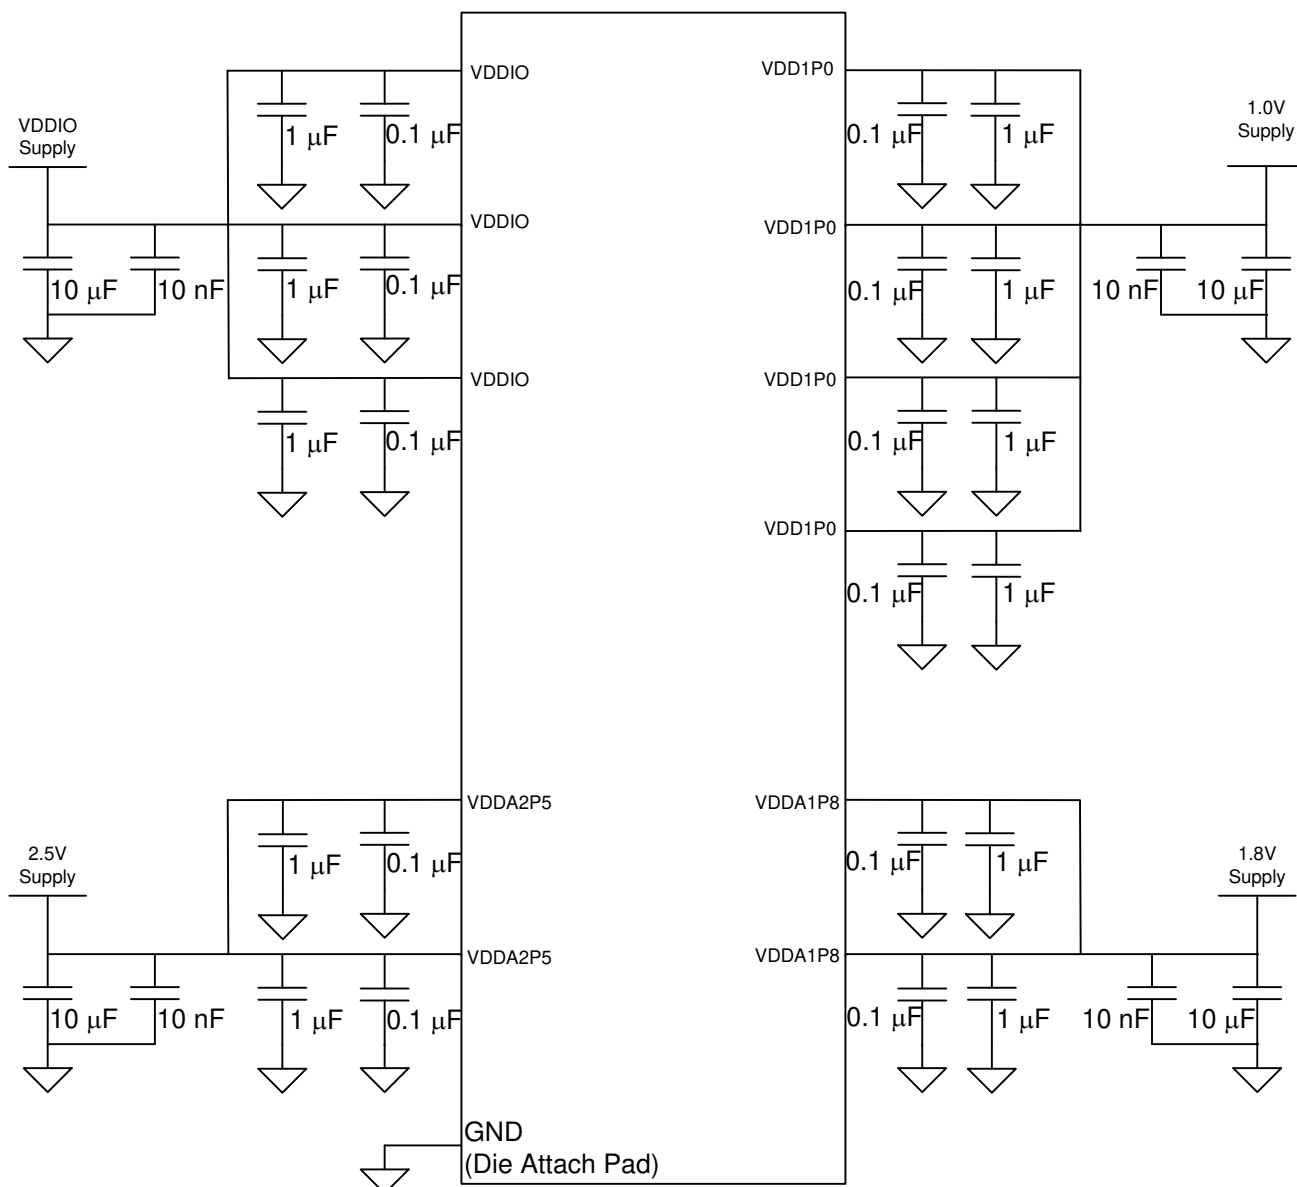 VDDIO
VDD1P0
VDDIO
Supply
1 μF
0.1 μF
0.1 μF
1 μF
1.0V
Supply
VDDIO
VDD1P0
10 μF
10 nF
1 μF
0.1 μF
0.1 μF
1 μF
10 nF
10 μF
VDDIO
VDD1P0
1 μF
0.1 μF
0.1 μF
1 μF
VDD1P0
0.1 μF
1 μF
VDDA2P5
VDDA1P8
2.5V
Supply
1 μF
0.1 μF
0.1 μF
1 μF
1.8V
Supply
VDDA2P5
VDDA1P8
10 μF
10 nF
1 μF
0.1 μF
0.1 μF
1 μF
10 nF
10 μF
GND
(Die Attach Pad)